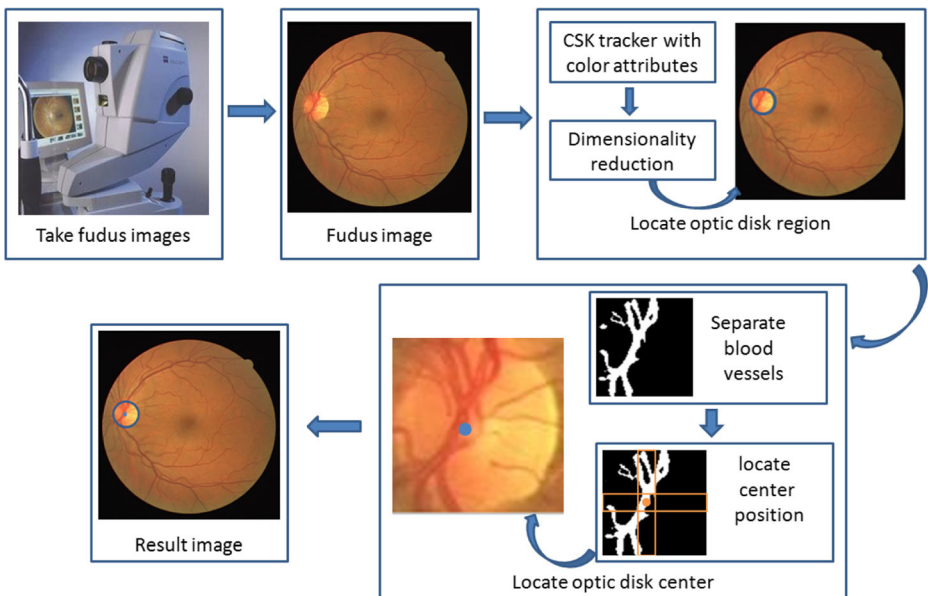 Take fudus images
Fudus image
CSK tracker with
color attributes
Dimensionality
reduction
Locate optic disk region
Separate
blood
vessels
locate
center
position
Locate optic disk center
Result image